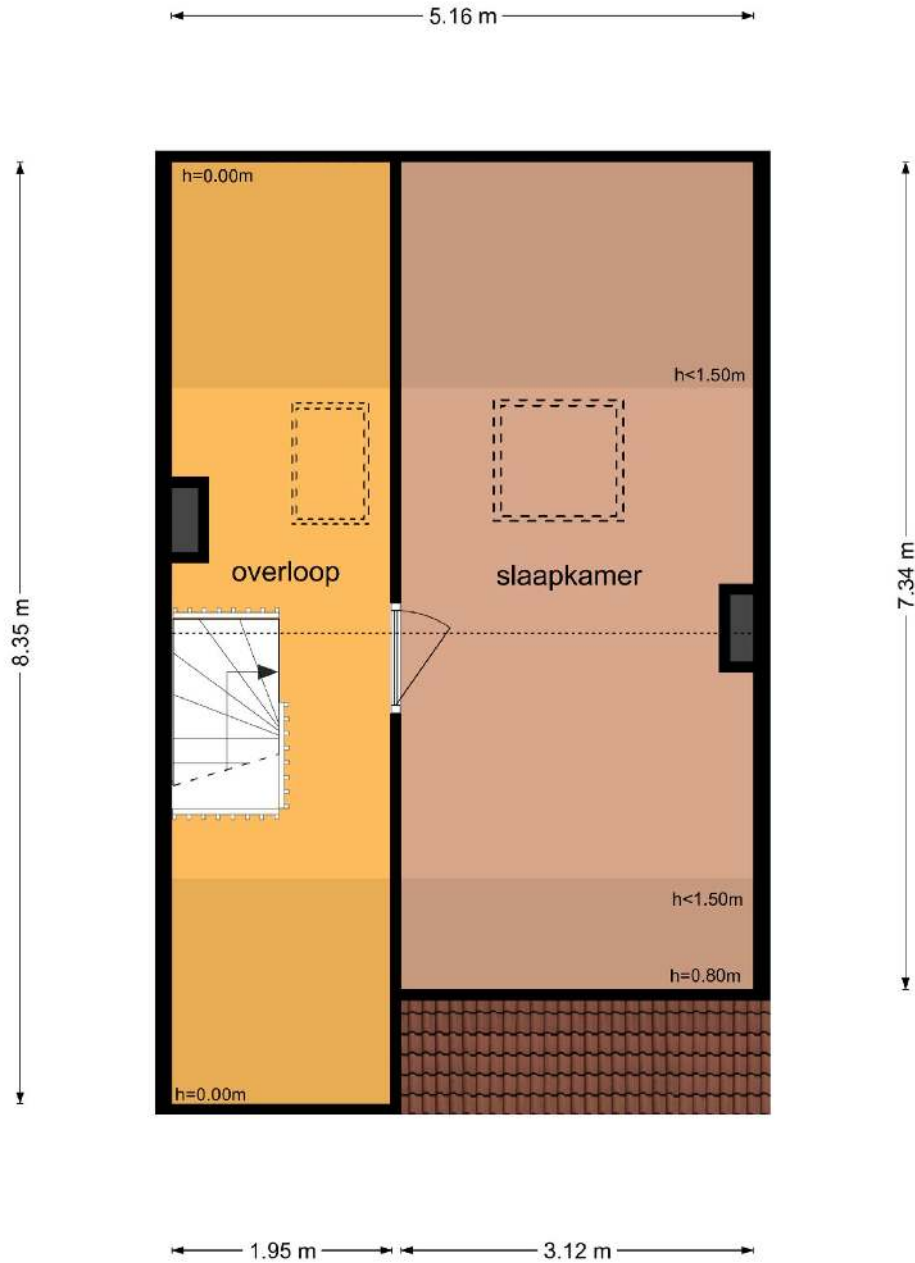 5.16 m
h=0.00m
h<1.50m
overloop
slaapkamer
8.35 m
7.34 m
h<1.50m
h=0.80m
h=0.00m
1.95 m
3.12 m